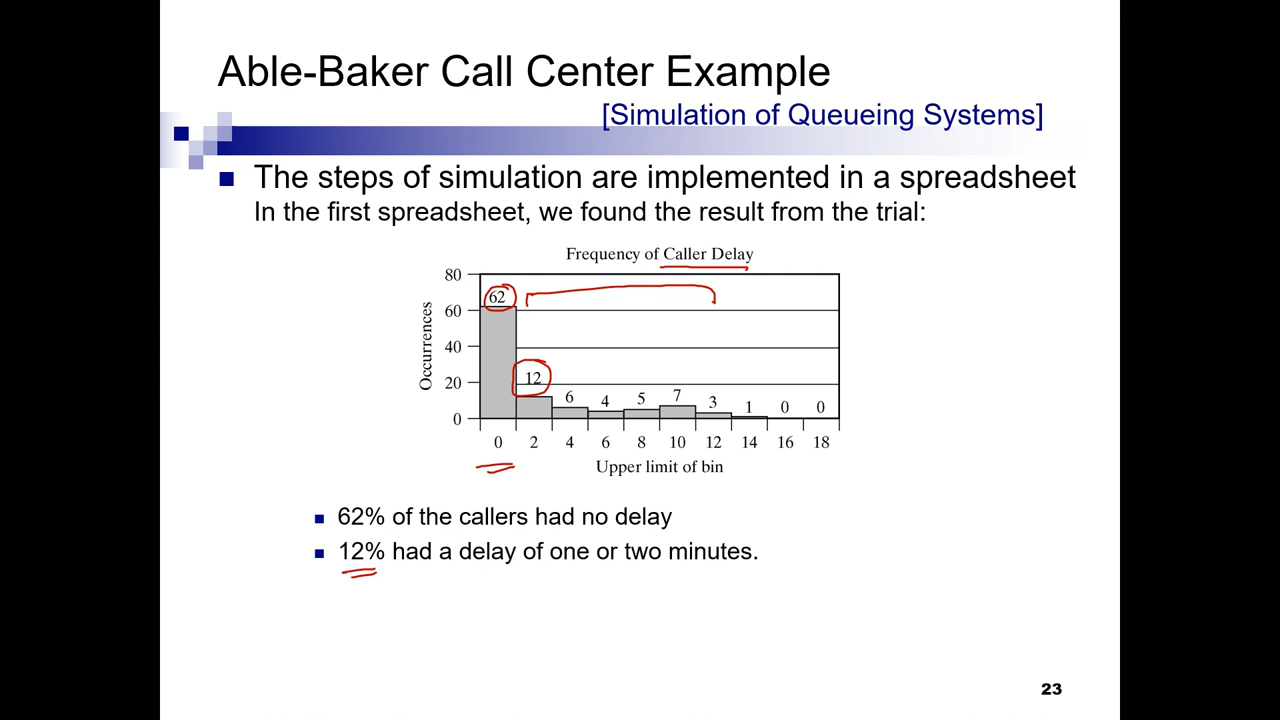 Able-Baker Call Center Example
[Simulation of Queueing Systems]
The steps of simulation are implemented in a spreadsheet
In the first spreadsheet, we found the result from the trial:
Frequency of Caller Delay
Occurrences
80
60
40
20
0
62
12
6
4
5
7
3
1
0
0
0 2 4 6 8 10 12 14 16 18
Upper limit of bin
62% of the callers had no delay
12% had a delay of one or two minutes.
23